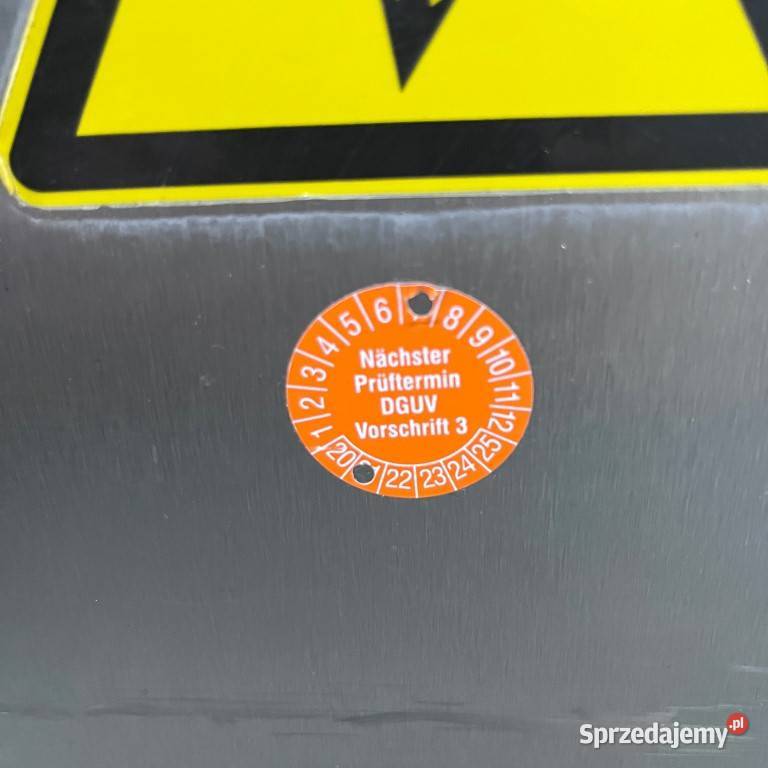 1 2 3 4 5 6 7 8 9 10 11 12
Nächster
Prüftermin
DGUV
Vorschrift 3
20 22 23 24 25
Sprzedajemy.pl